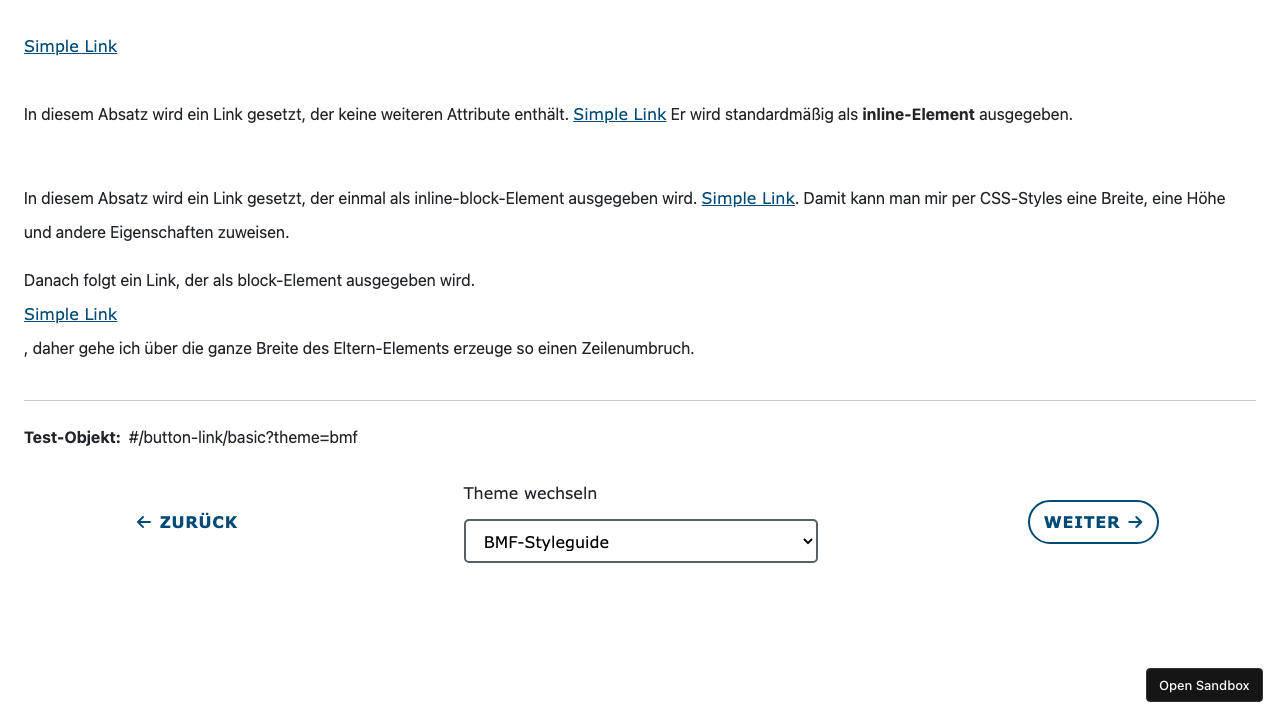 Simple Link
In diesem Absatz wird ein Link gesetzt, der keine weiteren Attribute enthält. Simple Link Er wird standardmäßig als inline-Element ausgegeben.
In diesem Absatz wird ein Link gesetzt, der einmal als inline-block-Element ausgegeben wird. Simple Link. Damit kann man mir per CSS-Styles eine Breite, eine Höhe
und andere Eigenschaften zuweisen.
Danach folgt ein Link, der als block-Element ausgegeben wird.
Simple Link
, daher gehe ich über die ganze Breite des Eltern-Elements erzeuge so einen Zeilenumbruch.
Test-Objekt: #/button-link/basic?theme=bmf
Theme wechseln
← ZURÜCK
BMF-Styleguide
WEITER →
Open Sandbox